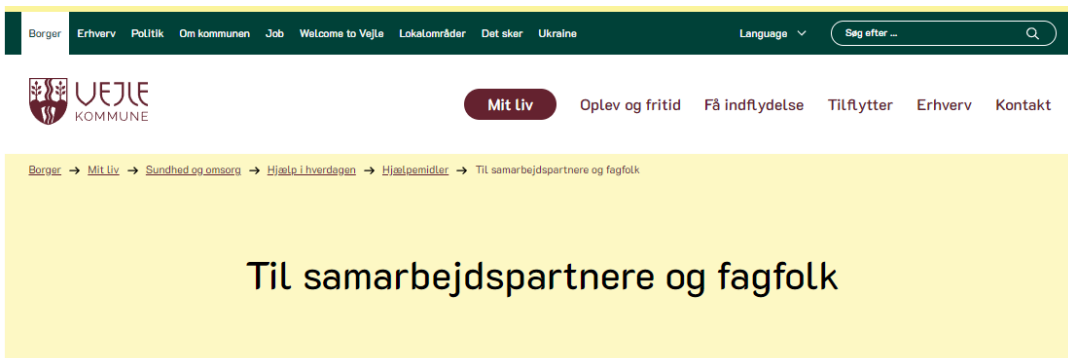 Borger Erhverv Politik Om kommunen Job Welcome to Vejle Lokalområder Det sker Ukraine Language Søg efter ...
VEJLE
KOMMUNE
Mit liv Oplev og fritid Få indflydelse Tilflytter Erhverv Kontakt
Borger → Mit liv → Sundhed og omsorg → Hjælp i hverdagen → Hjælpemidler → Til samarbejdspartnere og fagfolk
Til samarbejdspartnere og fagfolk